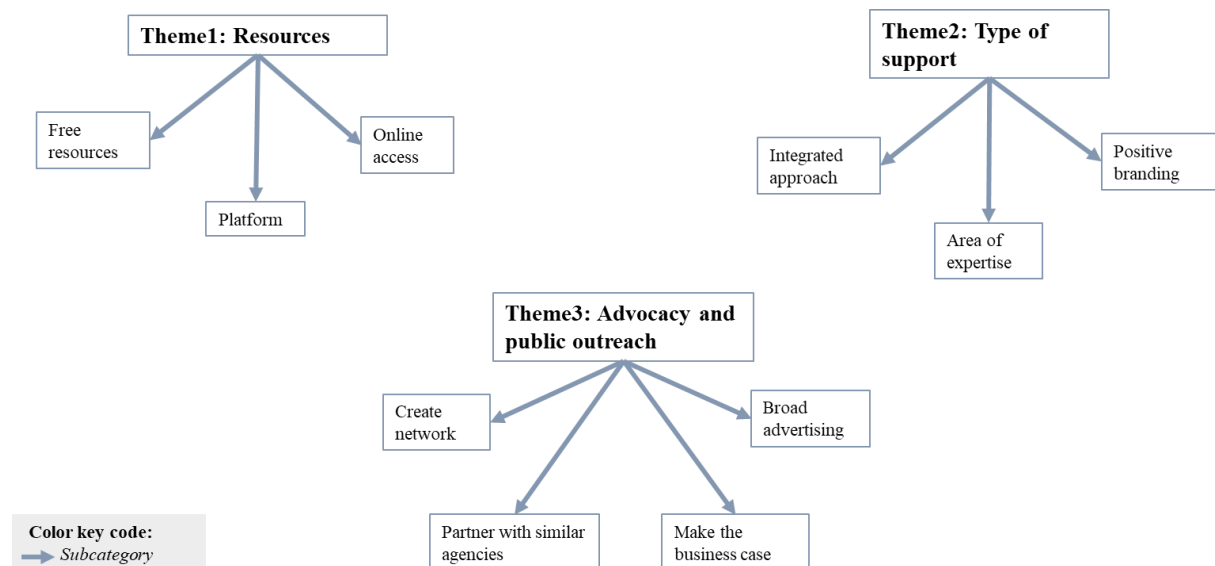 Theme1: Resources
Free
resources
Platform
Online
access
Theme2: Type of
support
Integrated
approach
Area of
expertise
Positive
branding
Theme3: Advocacy and
public outreach
Create
network
Partner with similar
agencies
Make the
business case
Broad
advertising
Color key code:
Subcategory